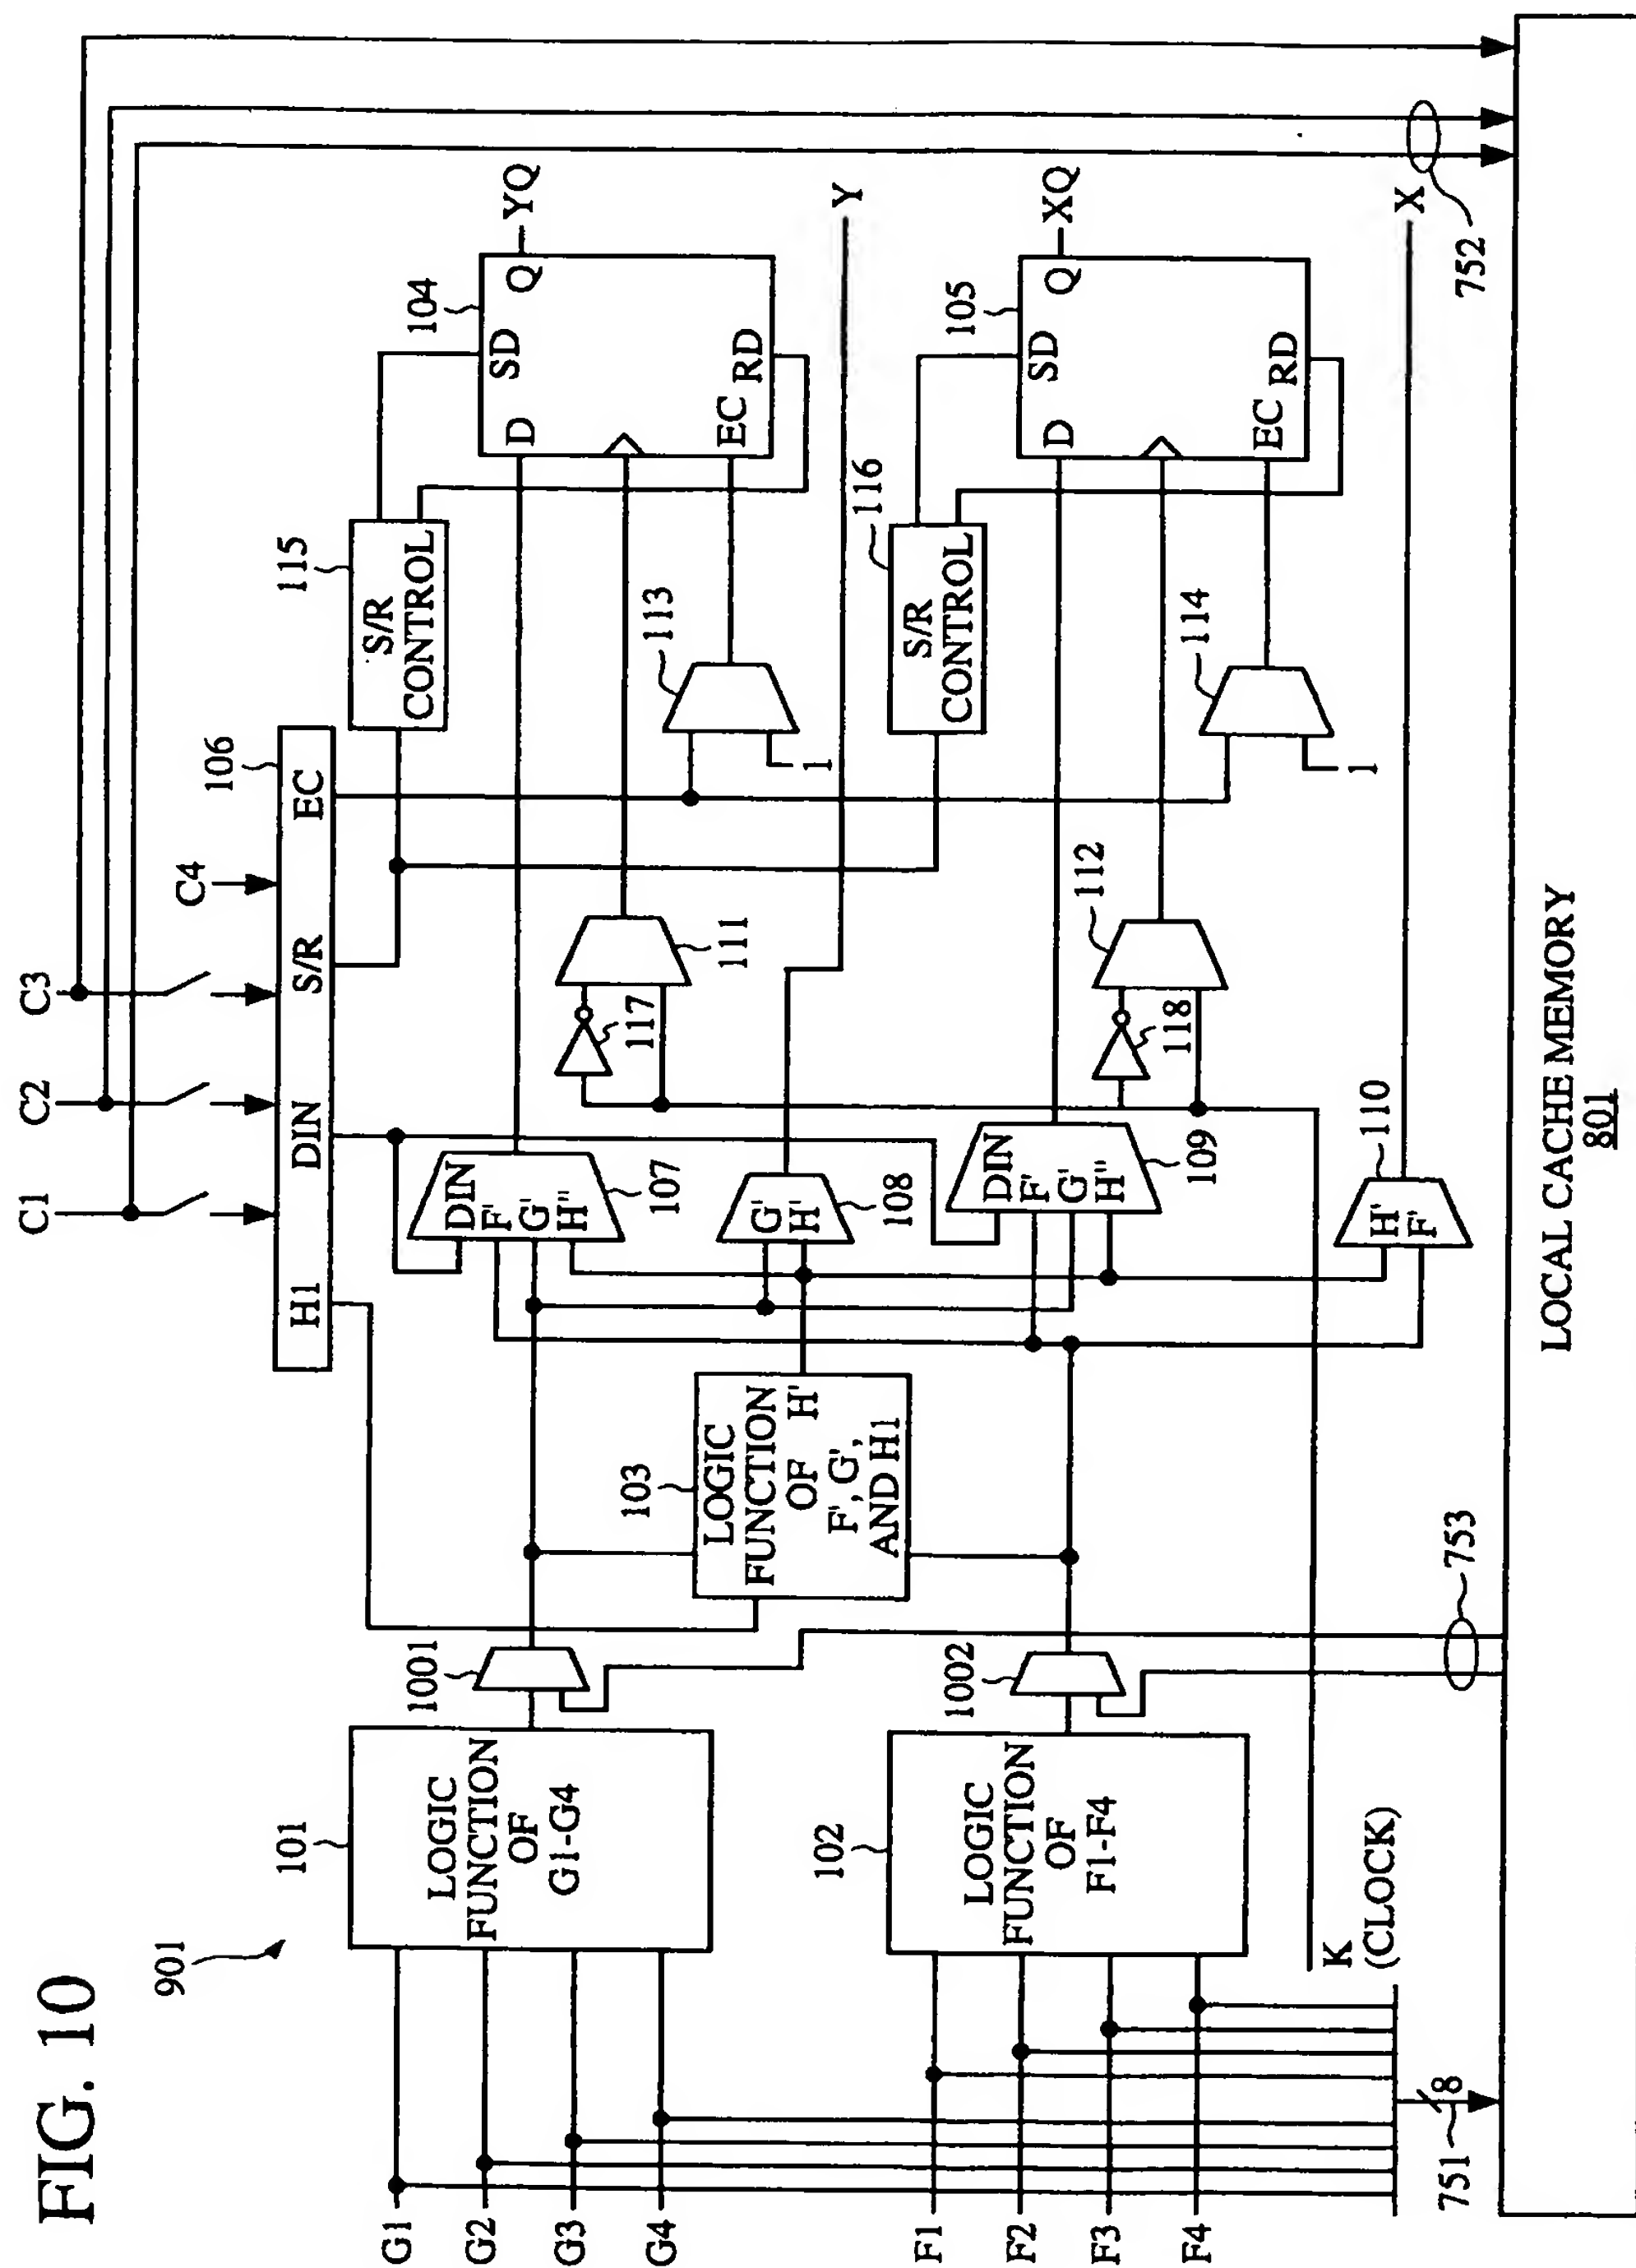 FIG. 10
901
C1
C2
C3
C4
106
H1
DIN
S/R
EC
G1
G2
G3
G4
101
LOGIC
FUNCTION
OF
G1-G4
1001
103
LOGIC
FUNCTION
OF H'
F', G',
AND H1
DIN
F'
G'
H''
107
G'
H'
108
117
111
115
S/R
CONTROL
113
1
104
D
SD
Q
EC
RD
YQ
Y
F1
F2
F3
F4
102
LOGIC
FUNCTION
OF
F1-F4
1002
DIN
F'
G'
H''
109
H'
F'
110
118
112
116
S/R
CONTROL
114
1
105
D
SD
Q
EC
RD
XQ
X
K
(CLOCK)
751
8
753
752
LOCAL CACHE MEMORY
801